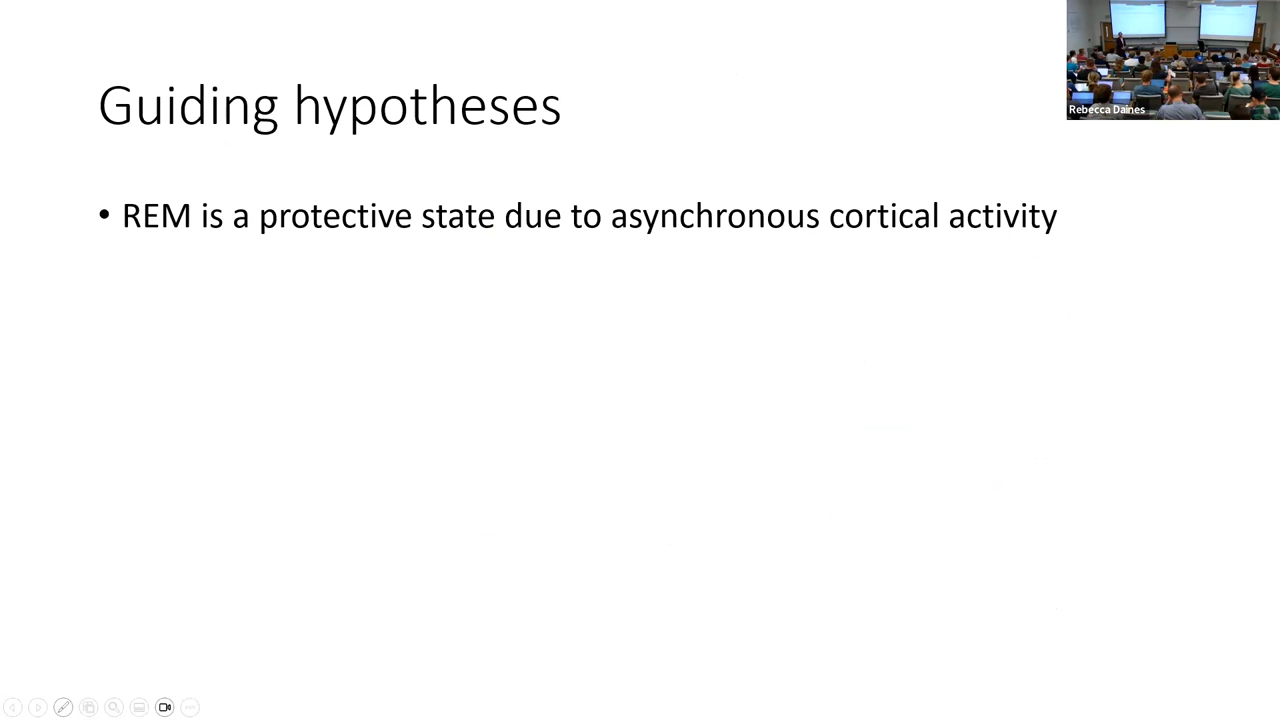 Guiding hypotheses
• REM is a protective state due to asynchronous cortical activity
Rebecca Daines